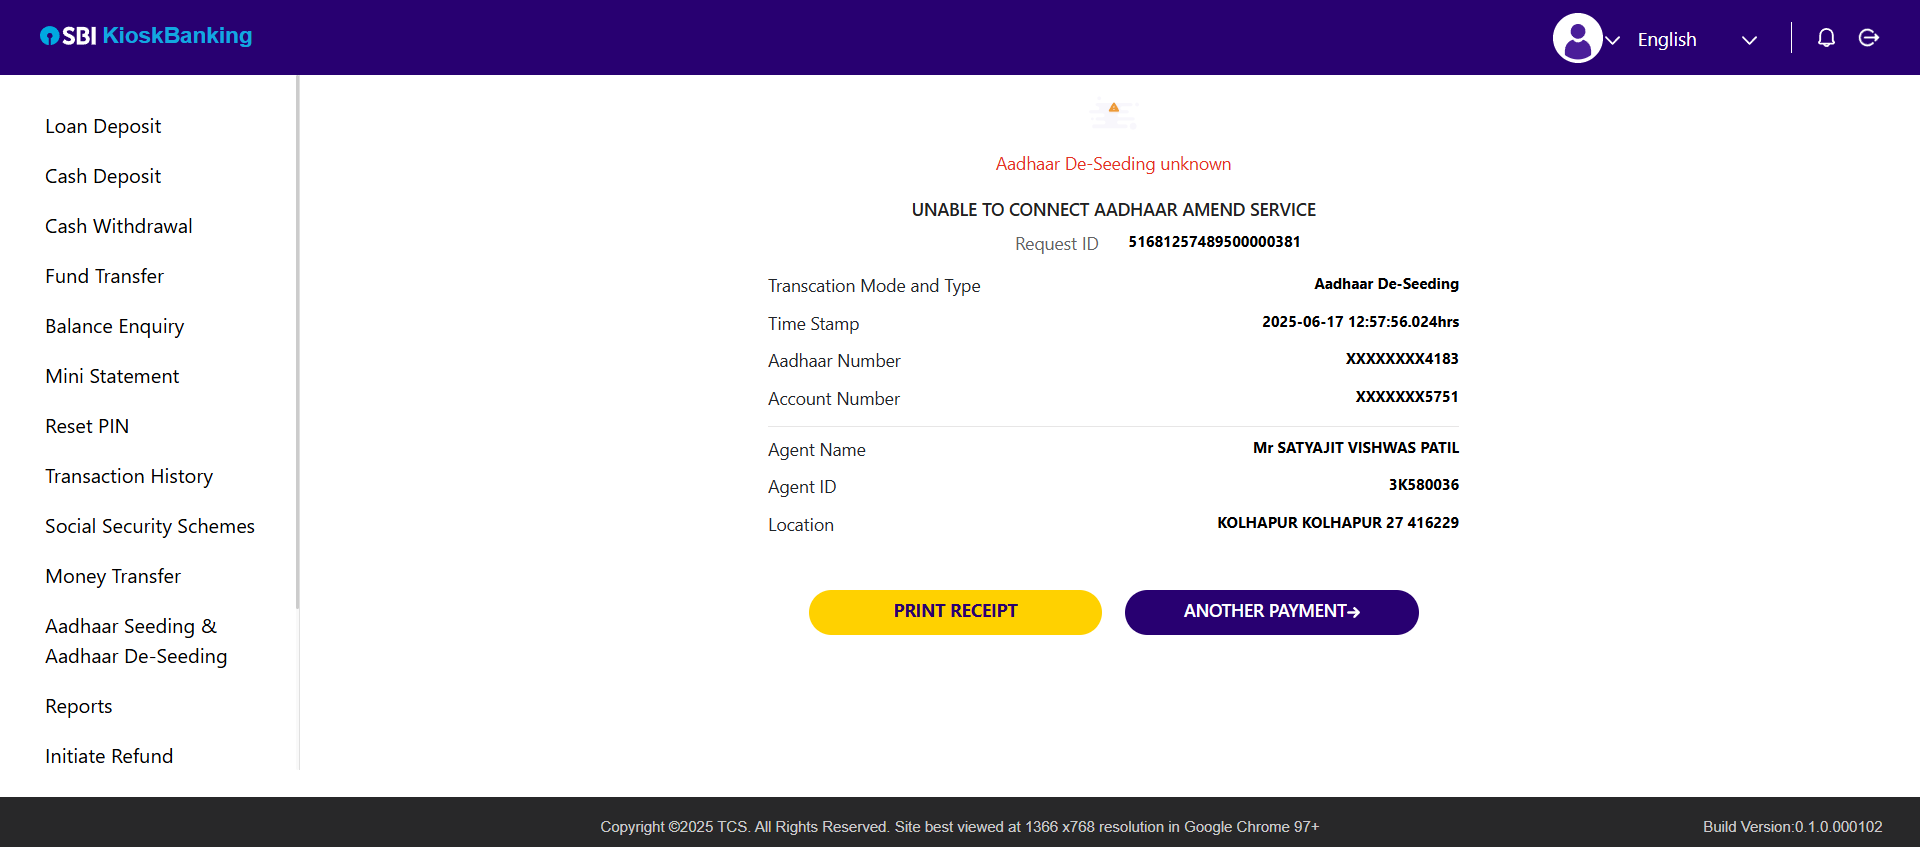 SBI KioskBanking
English
Loan Deposit
Cash Deposit
Cash Withdrawal
Fund Transfer
Balance Enquiry
Mini Statement
Reset PIN
Transaction History
Social Security Schemes
Money Transfer
Aadhaar Seeding &
Aadhaar De-Seeding
Reports
Initiate Refund
Aadhaar De-Seeding unknown
UNABLE TO CONNECT AADHAAR AMEND SERVICE
Request ID 51681257489500000381
Transcation Mode and Type Aadhaar De-Seeding
Time Stamp 2025-06-17 12:57:56.024hrs
Aadhaar Number XXXXXXXX4183
Account Number XXXXXXX5751
Agent Name Mr SATYAJIT VISHWAS PATIL
Agent ID 3K580036
Location KOLHAPUR KOLHAPUR 27 416229
PRINT RECEIPT
ANOTHER PAYMENT→
Copyright ©2025 TCS. All Rights Reserved. Site best viewed at 1366 x768 resolution in Google Chrome 97+
Build Version:0.1.0.000102